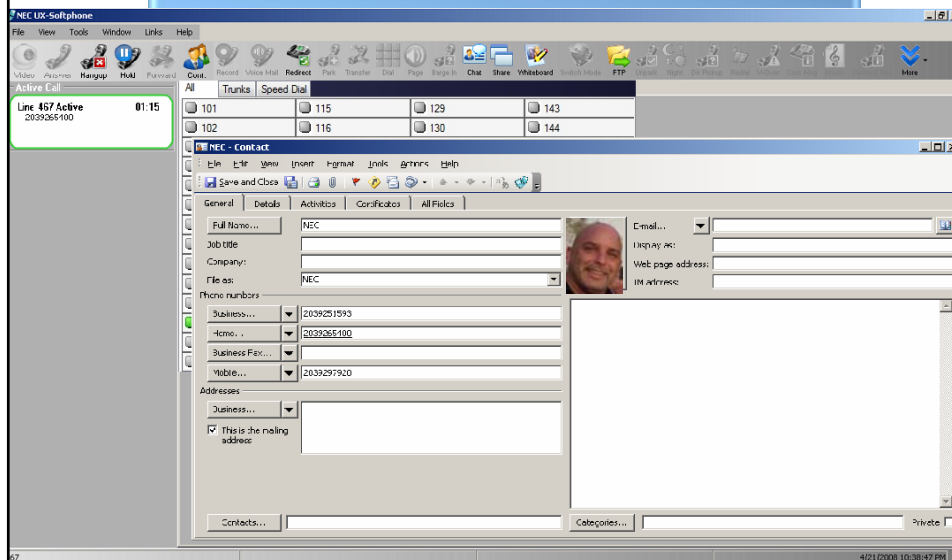 NEC UX-Softphone
File View Tools Window Links Help
Video Answer Hangup Hold Forward Conf. Record Voice Mail Redirect Park Transfer Dial Page Barge In Chat Share Whiteboard Switch Mode FTP Unpark Night More
Active Call
All Trunks Speed Dial
Line 467 Active 01:15
2039265400
101 115 129 143
102 116 130 144
NEC - Contact
File Edit View Insert Format Tools Actions Help
Save and Close
General Details Activities Certificates All Fields
Full Name... NEC
E-mail...
Job title
Display as:
Company:
Web page address:
File as: NEC
IM address:
Phone numbers
Business... 2039251593
Home... 2039265400
Business Fax...
Mobile... 2039297920
Addresses
Business...
This is the mailing
address
Contacts...
Categories...
Private
67
4/21/2008 10:38:47 PM